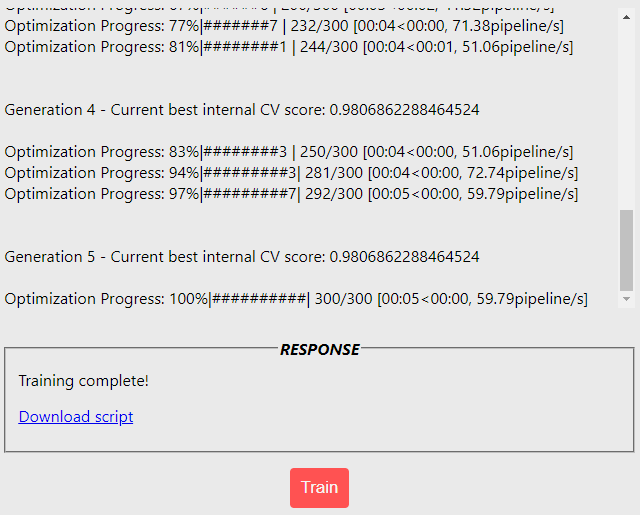 Optimization Progress: 77%|#######7 | 232/300 [00:04<00:00, 71.38pipeline/s]
Optimization Progress: 81%|########1 | 244/300 [00:04<00:01, 51.06pipeline/s]
Generation 4 - Current best internal CV score: 0.9806862288464524
Optimization Progress: 83%|########3 | 250/300 [00:04<00:00, 51.06pipeline/s]
Optimization Progress: 94%|#########3| 281/300 [00:04<00:00, 72.74pipeline/s]
Optimization Progress: 97%|#########7| 292/300 [00:05<00:00, 59.79pipeline/s]
Generation 5 - Current best internal CV score: 0.9806862288464524
Optimization Progress: 100%|##########| 300/300 [00:05<00:00, 59.79pipeline/s]
RESPONSE
Training complete!
Download script
Train